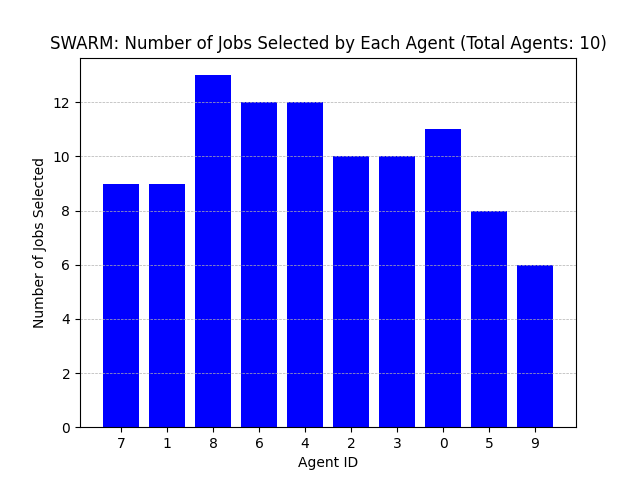 SWARM: Number of Jobs Selected by Each Agent (Total Agents: 10)
Number of Jobs Selected
12
10
8
6
4
2
0
7 1 8 6 4 2 3 0 5 9
Agent ID